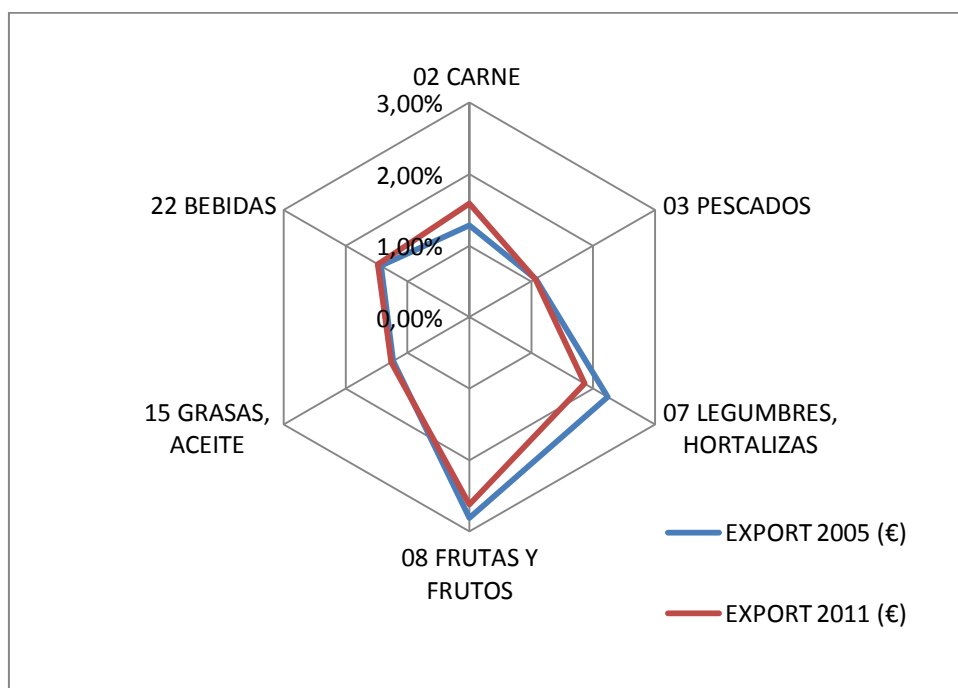 02 CARNE
3,00%
2,00%
22 BEBIDAS
03 PESCADOS
1,00%
0,00%
15 GRASAS,
ACEITE
07 LEGUMBRES,
HORTALIZAS
08 FRUTAS Y
FRUTOS
EXPORT 2005 (€)
EXPORT 2011 (€)